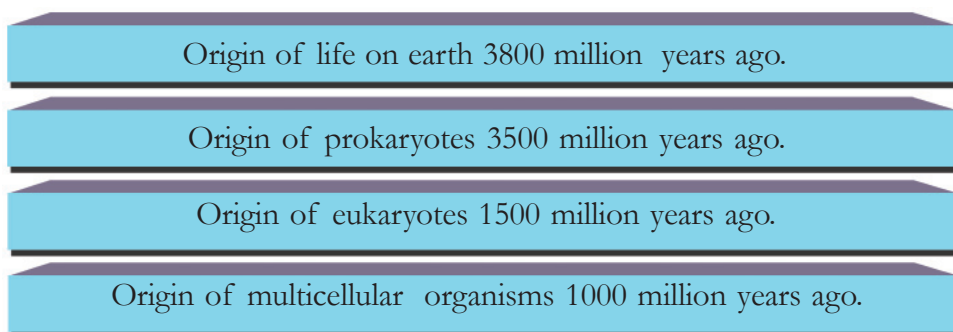 Origin of life on earth 3800 million years ago.
Origin of prokaryotes 3500 million years ago.
Origin of eukaryotes 1500 million years ago.
Origin of multicellular organisms 1000 million years ago.